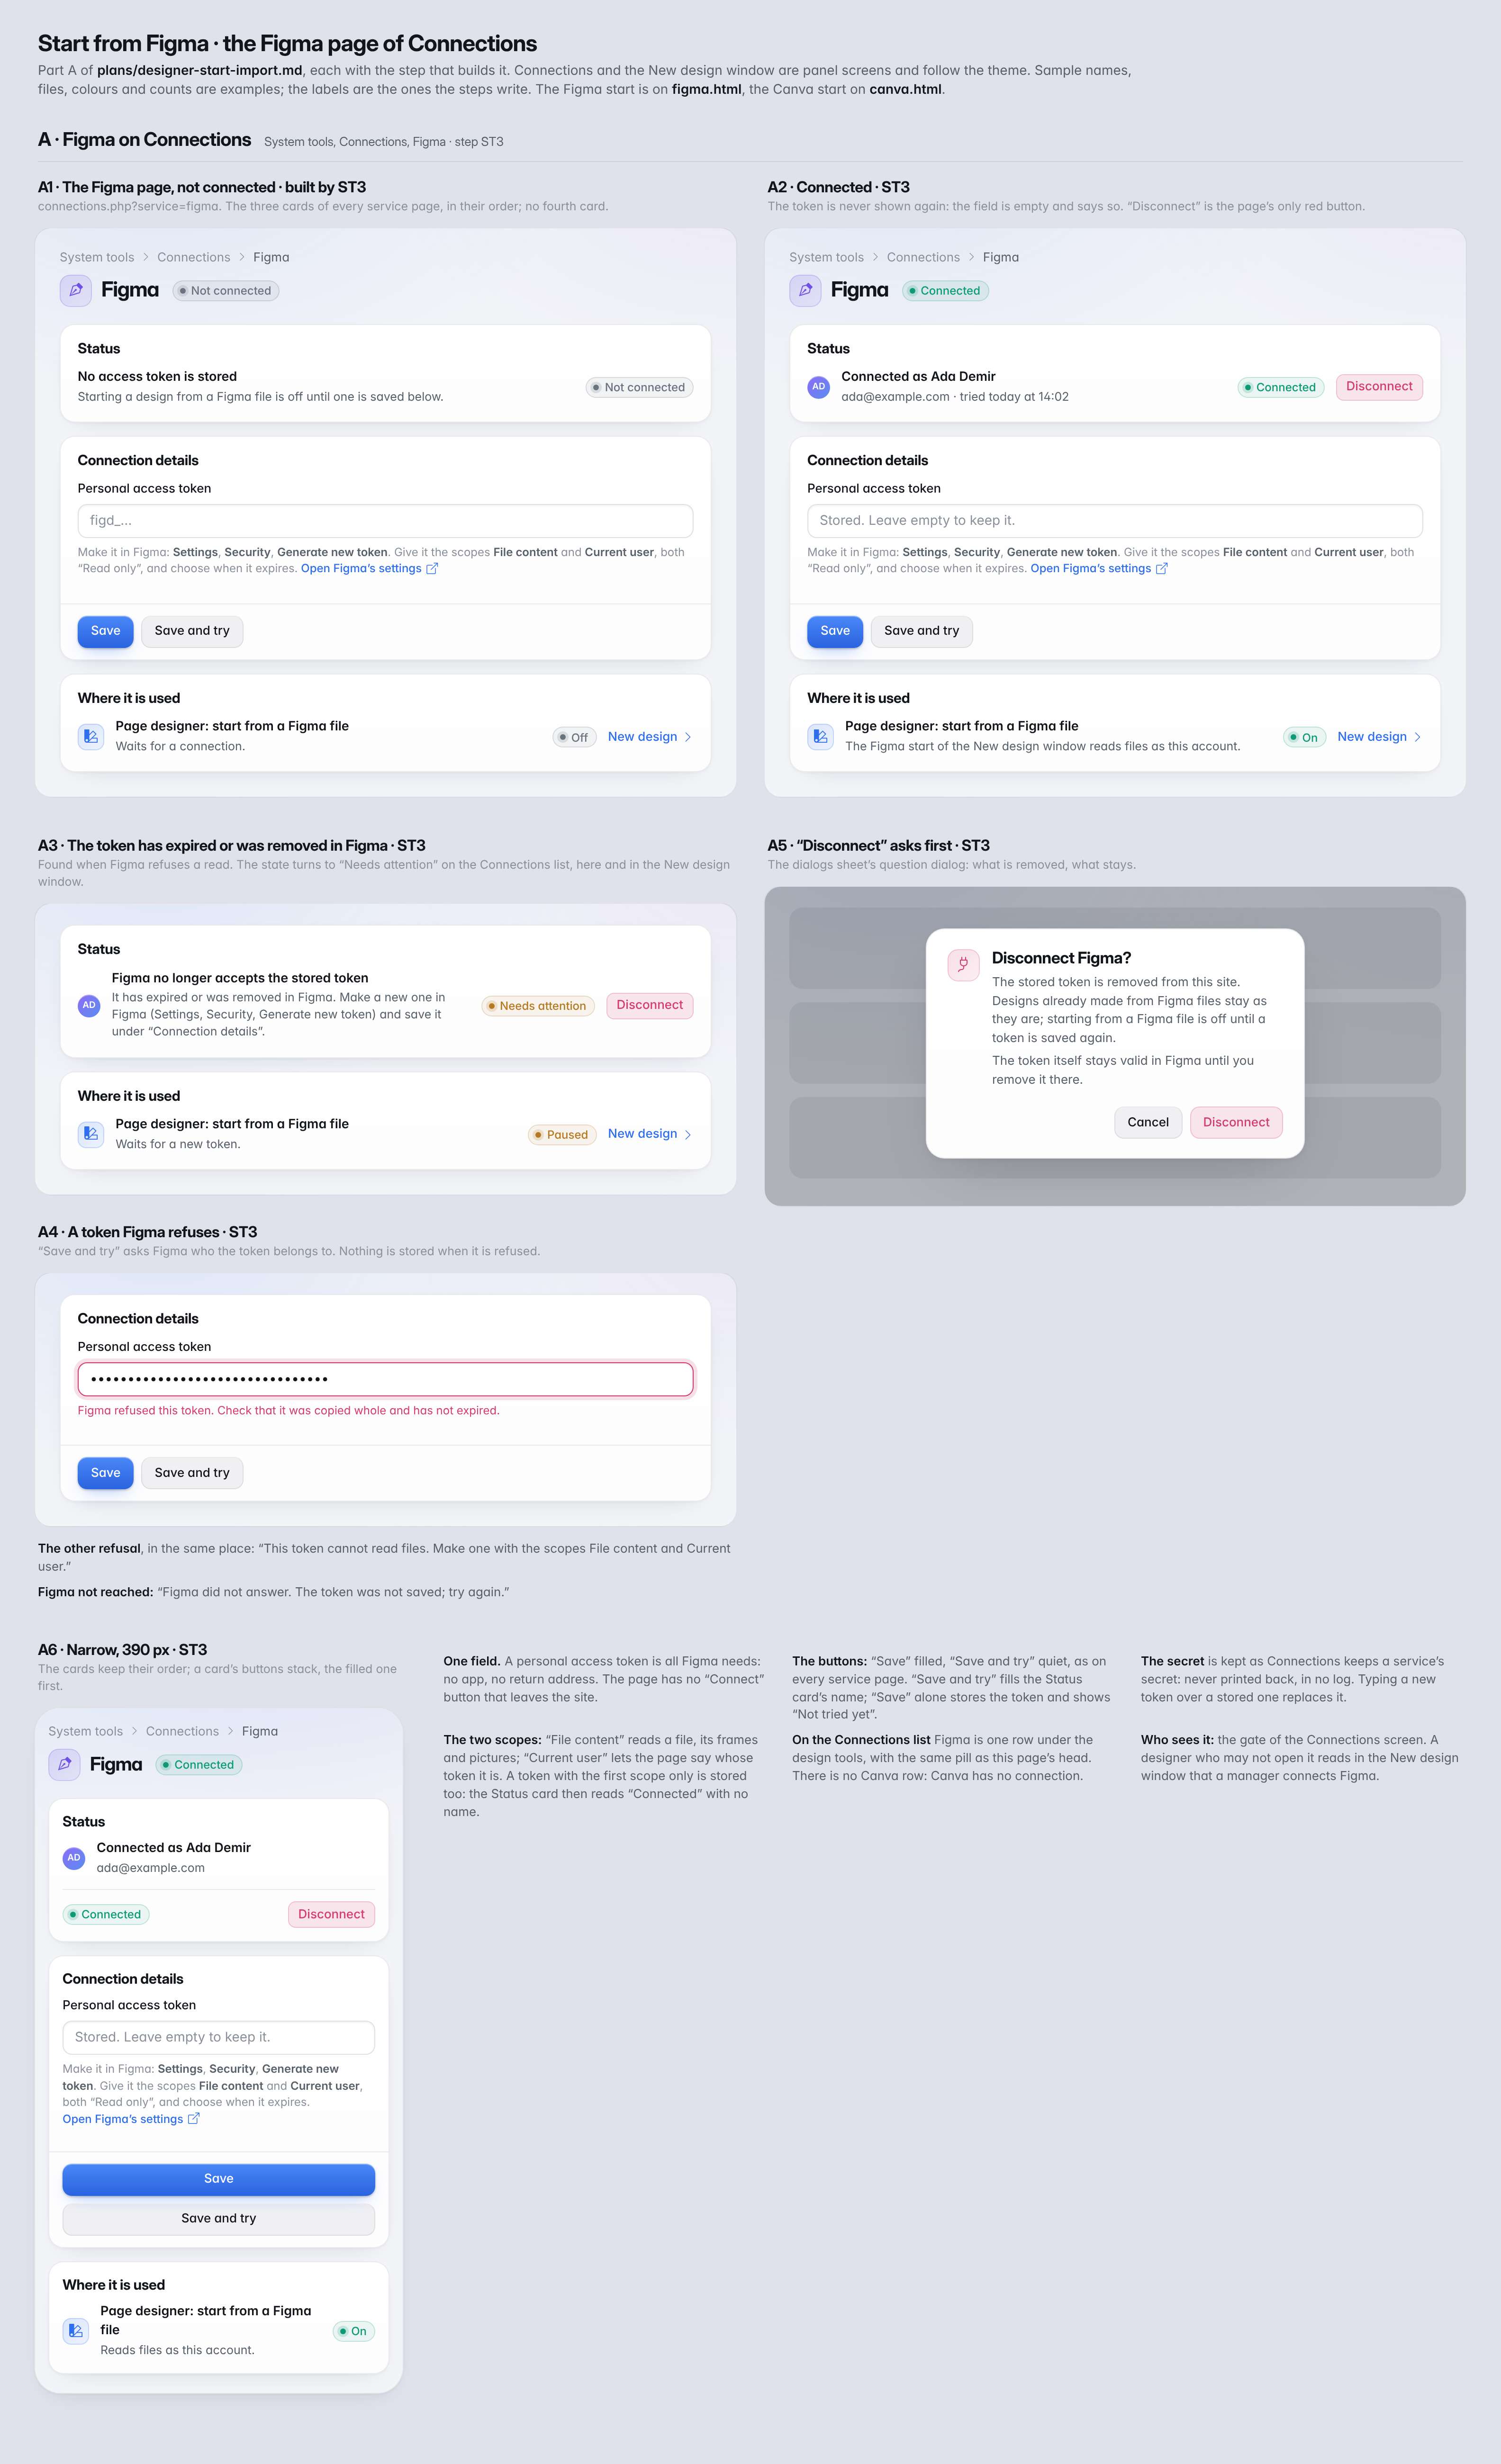 Start from Figma · the Figma page of Connections
Part A of plans/designer-start-import.md, each with the step that builds it. Connections and the New design window are panel screens and follow the theme. Sample names,
files, colours and counts are examples; the labels are the ones the steps write. The Figma start is on figma.html, the Canva start on canva.html.
A · Figma on Connections System tools, Connections, Figma · step ST3
A1 · The Figma page, not connected · built by ST3
connections.php?service=figma. The three cards of every service page, in their order; no fourth card.
System tools > Connections > Figma
Figma Not connected
Status
No access token is stored
Starting a design from a Figma file is off until one is saved below.
Not connected
Connection details
Personal access token
figd_...
Make it in Figma: Settings, Security, Generate new token. Give it the scopes File content and Current user, both
“Read only”, and choose when it expires. Open Figma’s settings
Save Save and try
Where it is used
Page designer: start from a Figma file
Waits for a connection.
Off New design
A2 · Connected · ST3
The token is never shown again: the field is empty and says so. “Disconnect” is the page’s only red button.
System tools > Connections > Figma
Figma Connected
Status
AD
Connected as Ada Demir
ada@example.com · tried today at 14:02
Connected Disconnect
Connection details
Personal access token
Stored. Leave empty to keep it.
Make it in Figma: Settings, Security, Generate new token. Give it the scopes File content and Current user, both
“Read only”, and choose when it expires. Open Figma’s settings
Save Save and try
Where it is used
Page designer: start from a Figma file
The Figma start of the New design window reads files as this account.
On New design
A3 · The token has expired or was removed in Figma · ST3
Found when Figma refuses a read. The state turns to “Needs attention” on the Connections list, here and in the New design
window.
Status
AD
Figma no longer accepts the stored token
It has expired or was removed in Figma. Make a new one in
Figma (Settings, Security, Generate new token) and save it
under “Connection details”.
Needs attention Disconnect
Where it is used
Page designer: start from a Figma file
Waits for a new token.
Paused New design
A5 · “Disconnect” asks first · ST3
The dialogs sheet’s question dialog: what is removed, what stays.
Disconnect Figma?
The stored token is removed from this site.
Designs already made from Figma files stay as
they are; starting from a Figma file is off until a
token is saved again.
The token itself stays valid in Figma until you
remove it there.
Cancel Disconnect
A4 · A token Figma refuses · ST3
“Save and try” asks Figma who the token belongs to. Nothing is stored when it is refused.
Connection details
Personal access token
••••••••••••••••••••••••••••••••
Figma refused this token. Check that it was copied whole and has not expired.
Save Save and try
The other refusal, in the same place: “This token cannot read files. Make one with the scopes File content and Current
user.”
Figma not reached: “Figma did not answer. The token was not saved; try again.”
A6 · Narrow, 390 px · ST3
The cards keep their order; a card’s buttons stack, the filled one
first.
System tools > Connections > Figma
Figma Connected
Status
AD
Connected as Ada Demir
ada@example.com
Connected Disconnect
Connection details
Personal access token
Stored. Leave empty to keep it.
Make it in Figma: Settings, Security, Generate new
token. Give it the scopes File content and Current user,
both “Read only”, and choose when it expires.
Open Figma’s settings
Save
Save and try
Where it is used
Page designer: start from a Figma
file
Reads files as this account.
On
One field. A personal access token is all Figma needs:
no app, no return address. The page has no “Connect”
button that leaves the site.
The buttons: “Save” filled, “Save and try” quiet, as on
every service page. “Save and try” fills the Status
card’s name; “Save” alone stores the token and shows
“Not tried yet”.
The secret is kept as Connections keeps a service’s
secret: never printed back, in no log. Typing a new
token over a stored one replaces it.
The two scopes: “File content” reads a file, its frames
and pictures; “Current user” lets the page say whose
token it is. A token with the first scope only is stored
too: the Status card then reads “Connected” with no
name.
On the Connections list Figma is one row under the
design tools, with the same pill as this page’s head.
There is no Canva row: Canva has no connection.
Who sees it: the gate of the Connections screen. A
designer who may not open it reads in the New design
window that a manager connects Figma.